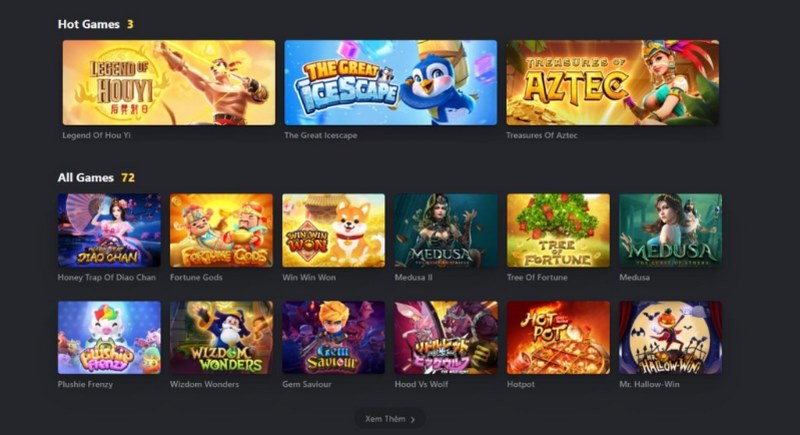 Hot Games 3
LEGEND OF
HOUYI
后羿射日
THE GREAT
ICESCAPE
TREASURES OF
AZTEC
Legend Of Hou Yi
The Great Icescape
Treasures Of Aztec
All Games 72
HONEY TRAP OF
DIAO CHAN
FORTUNE GODS
WIN WIN
WON
MEDUSA
TREE OF
FORTUNE
MEDUSA
Honey Trap Of Diao Chan
Fortune Gods
Win Win Won
Medusa II
Tree Of Fortune
Medusa
Plushie
Frenzy
WIZDOM
WONDERS
Gem
Saviour
HOT
POT
MR.
HALLOW-WIN
Plushie Frenzy
Wizdom Wonders
Gem Saviour
Hood Vs Wolf
Hotpot
Mr. Hallow-Win
Xem Thêm >